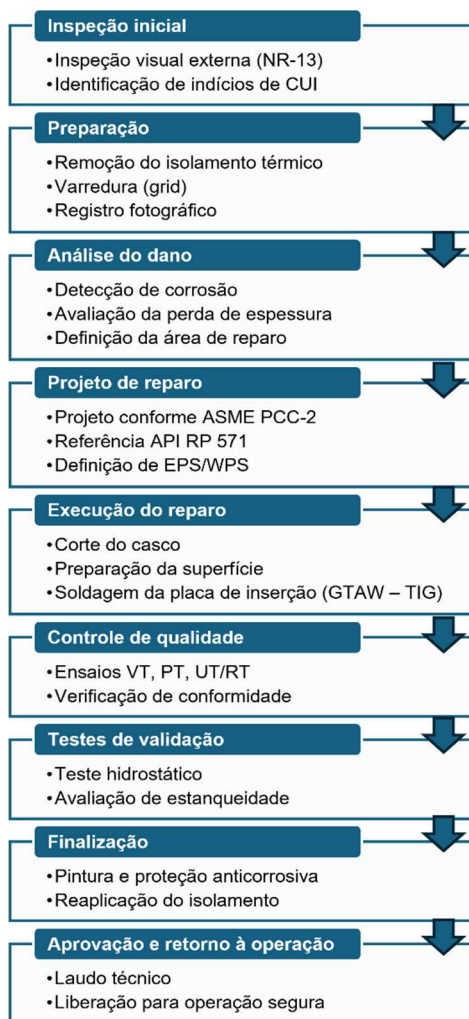 Inspeção inicial
•Inspeção visual externa (NR-13)
•Identificação de indícios de CUI
Preparação
•Remoção do isolamento térmico
•Varredura (grid)
•Registro fotográfico
Análise do dano
•Detecção de corrosão
•Avaliação da perda de espessura
•Definição da área de reparo
Projeto de reparo
•Projeto conforme ASME PCC-2
•Referência API RP 571
•Definição de EPS/WPS
Execução do reparo
•Corte do casco
•Preparação da superfície
•Soldagem da placa de inserção (GTAW – TIG)
Controle de qualidade
•Ensaios VT, PT, UT/RT
•Verificação de conformidade
Testes de validação
•Teste hidrostático
•Avaliação de estanqueidade
Finalização
•Pintura e proteção anticorrosiva
•Reaplicação do isolamento
Aprovação e retorno à operação
•Laudo técnico
•Liberação para operação segura